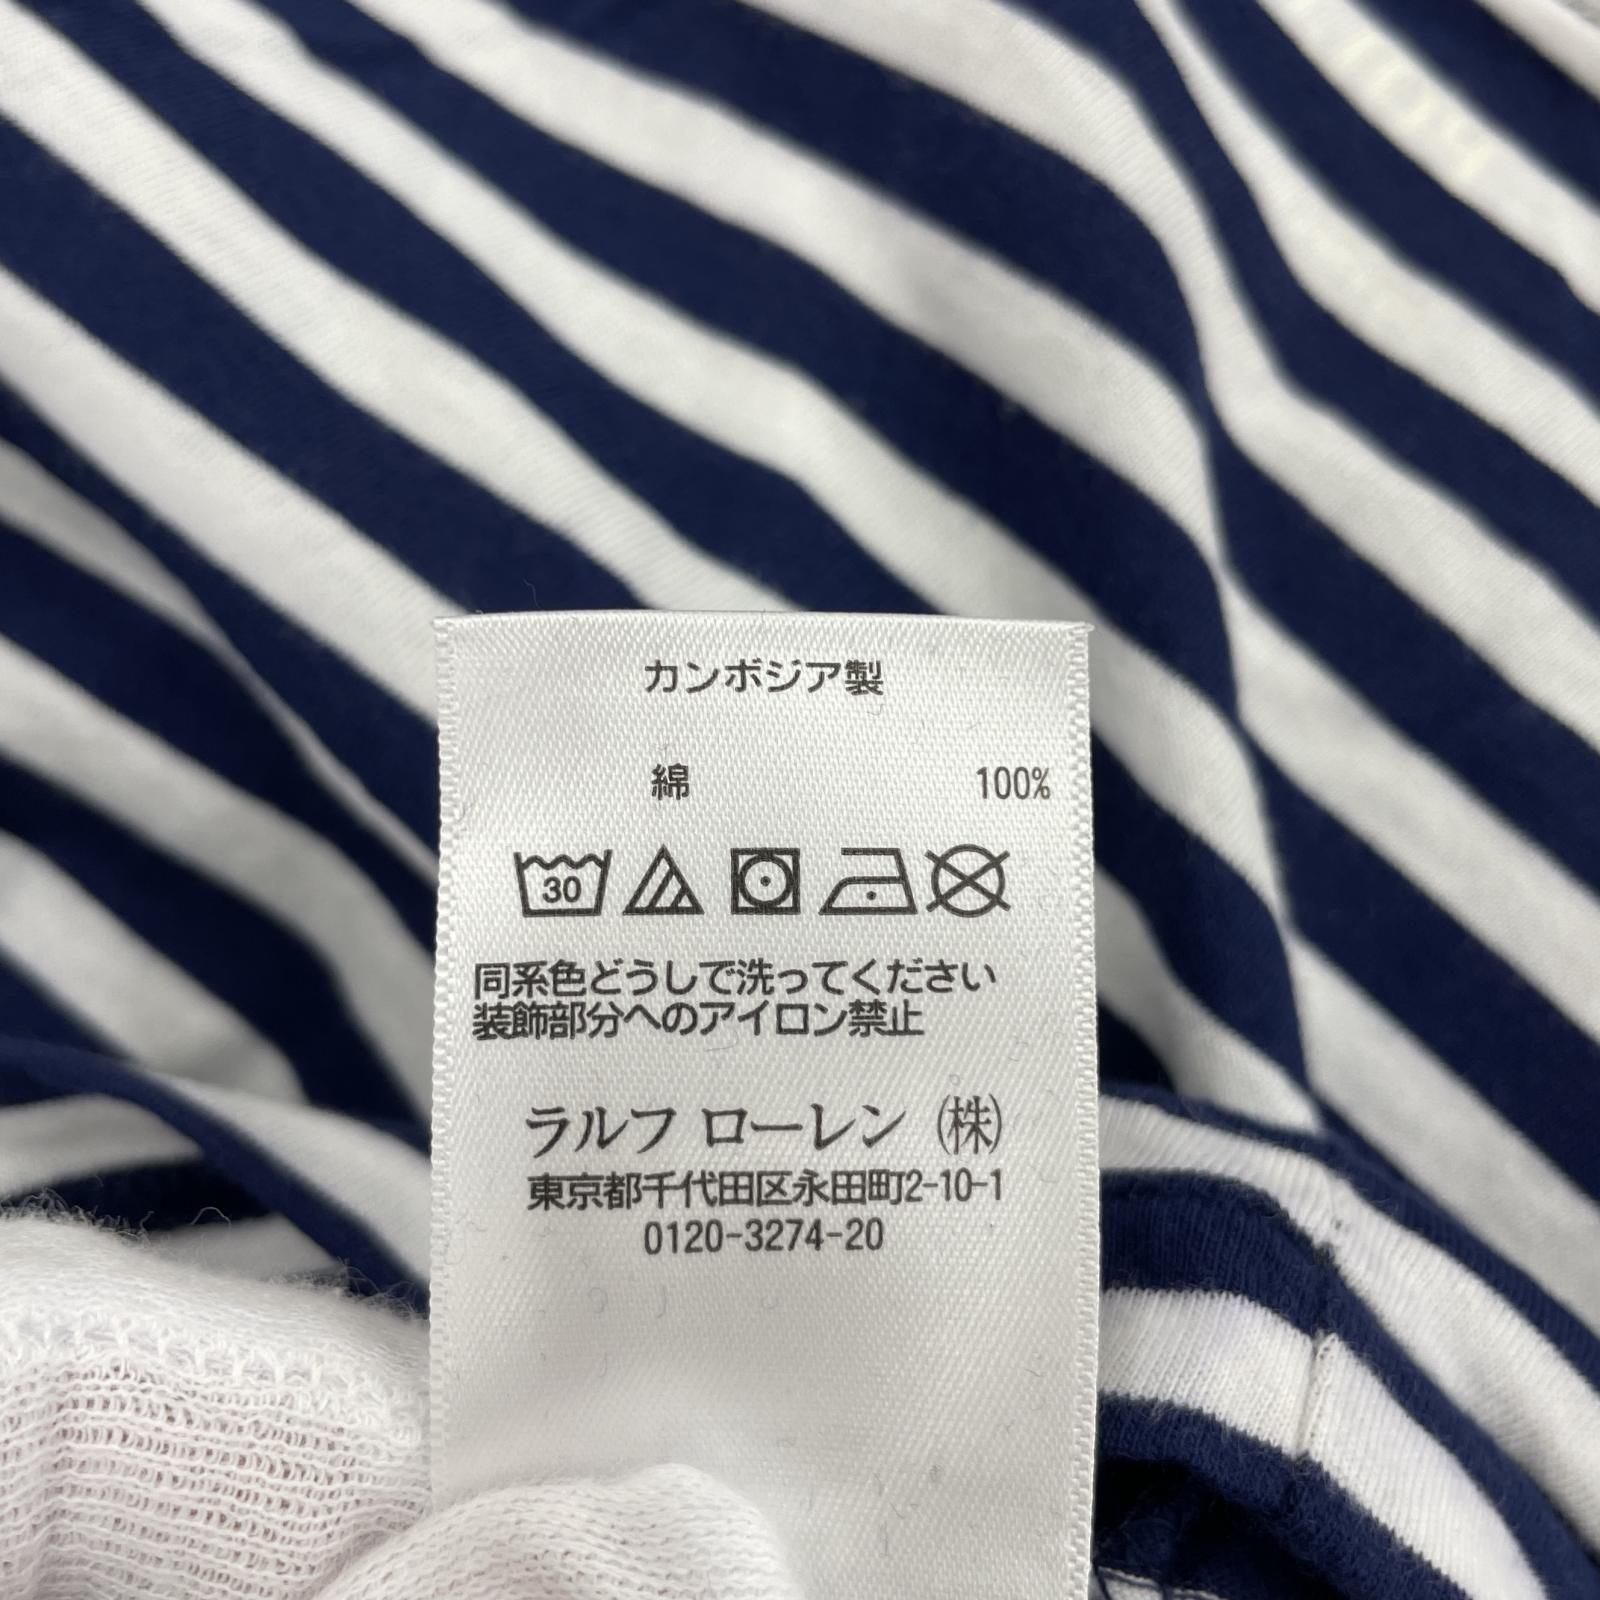 カンボジア製
綿 100%
30
同系色どうしで洗ってください
装飾部分へのアイロン禁止
ラルフ ローレン ㈱
東京都千代田区永田町2-10-1
0120-3274-20